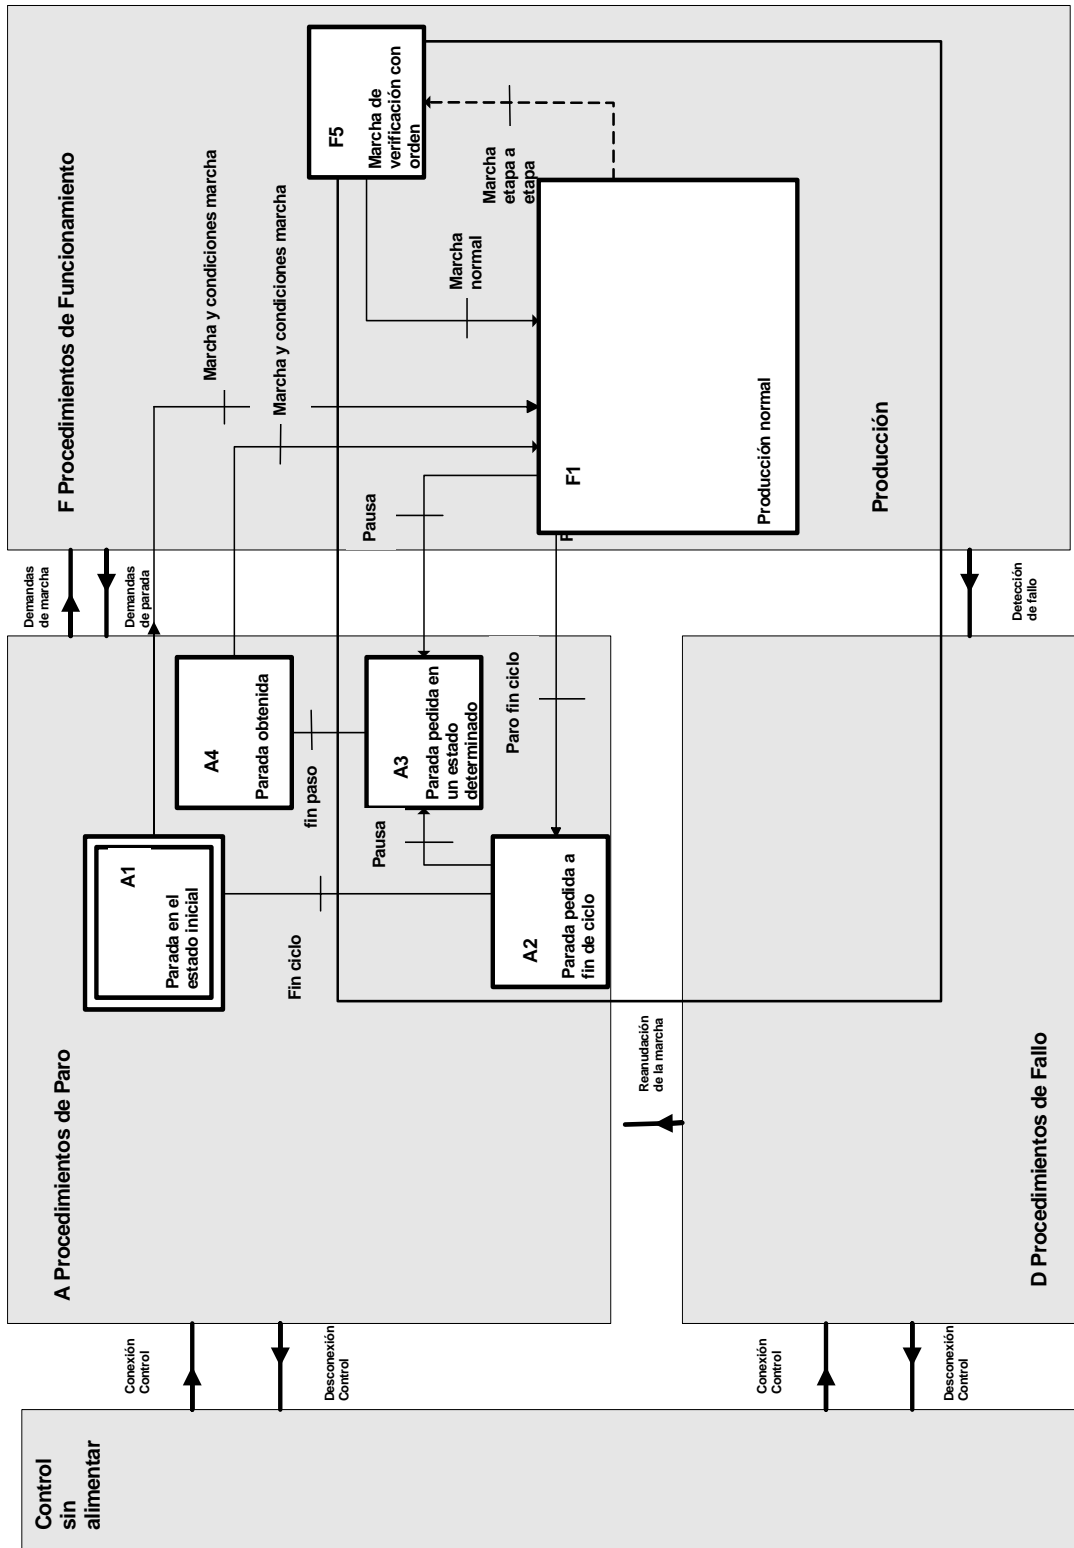 Control
sin
alimentar
Conexión
Control
Desconexión
Control
Conexión
Control
Desconexión
Control
A Procedimientos de Paro
A1
Parada en el
estado inicial
A4
Parada obtenida
fin paso
A3
Parada pedida en
un estado
determinado
Pausa
Fin ciclo
A2
Parada pedida a
fin de ciclo
Paro fin ciclo
Reanudación
de la marcha
D Procedimientos de Fallo
Demandas
de marcha
Demandas
de parada
Detección
de fallo
F Procedimientos de Funcionamiento
Marcha y condiciones marcha
Marcha y condiciones marcha
Pausa
F5
Marcha de
verificación con
orden
Marcha
normal
Marcha
etapa a
etapa
F1
Producción normal
Producción